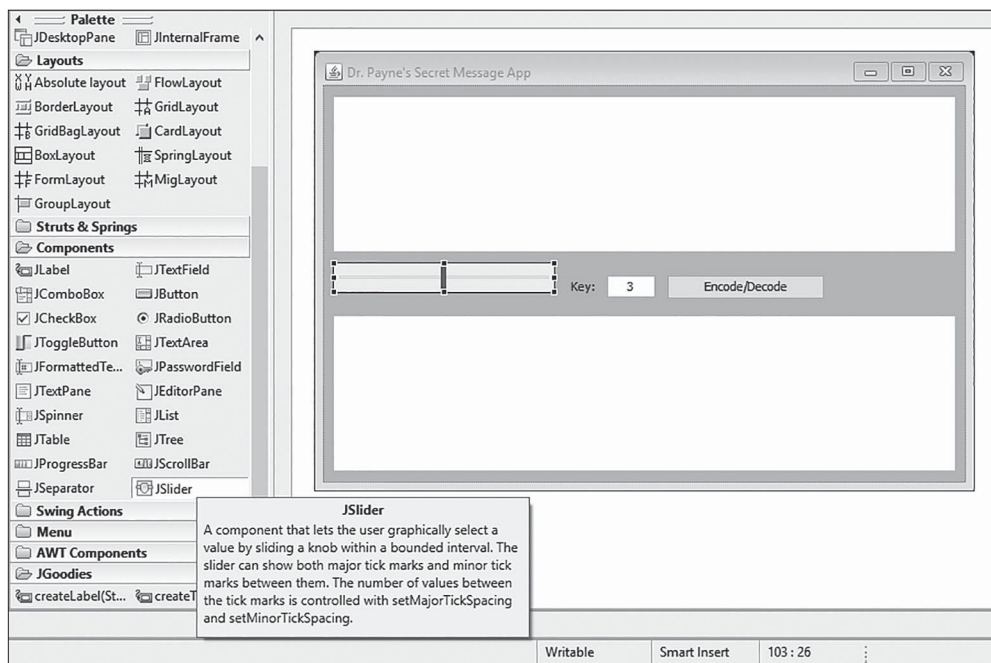 Palette
JDesktopPane JInternalFrame
Layouts
Absolute layout FlowLayout
BorderLayout GridLayout
GridBagLayout CardLayout
BoxLayout SpringLayout
FormLayout MigLayout
GroupLayout
Struts & Springs
Components
JLabel JTextField
JComboBox JButton
JCheckBox JRadioButton
JToggleButton JTextArea
JFormattedTe... JPasswordField
JTextPane JEditorPane
JSpinner JList
JTable JTree
JProgressBar JScrollBar
JSeparator JSlider
Swing Actions
Menu
AWT Components
JGoodies
createLabel(St... createT
Dr. Payne's Secret Message App
Key: 3 Encode/Decode
JSlider
A component that lets the user graphically select a
value by sliding a knob within a bounded interval. The
slider can show both major tick marks and minor tick
marks between them. The number of values between
the tick marks is controlled with setMajorTickSpacing
and setMinorTickSpacing.
Writable Smart Insert 103 : 26